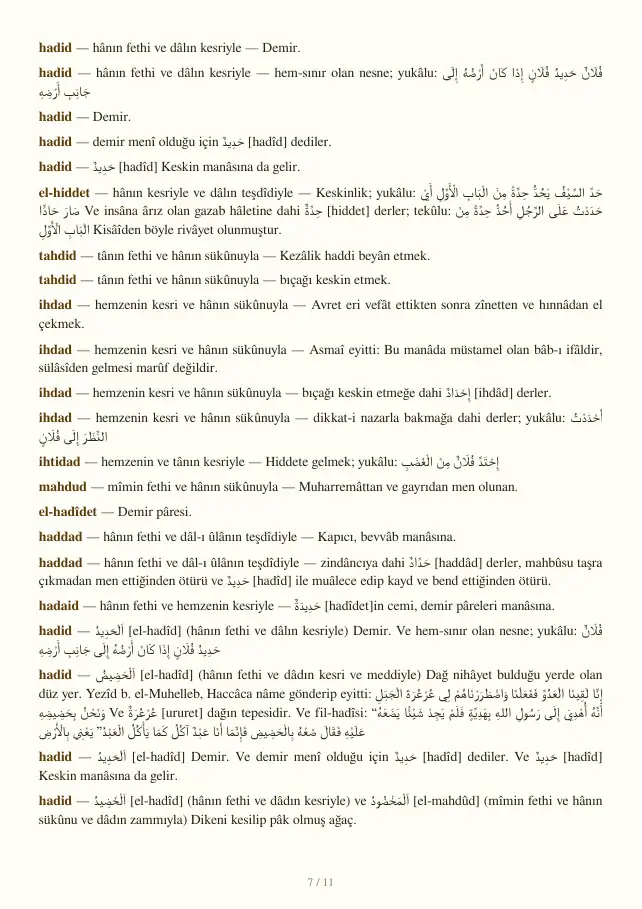 hadid — hânın fethi ve dâlın kesriyle — Demir.
hadid — hânın fethi ve dâlın kesriyle — hem-sınır olan nesne; yukâlu: فُلَانٌ حَدِيدُ فُلَانٍ إِذَا كَانَ أَرْضُهُ إِلَى
جَانِبِ أَرْضِهِ
hadid — Demir.
hadid — demir menî olduğu için حَدِيدٌ [hadîd] dediler.
hadid — حَدِيدٌ [hadîd] Keskin manâsına da gelir.
el-hiddet — hânın kesriyle ve dâlın teşdîdiyle — Keskinlik; yukâlu: حَدَّ السَّيْفُ يَحُدُّ حِدَّةً مِنَ الْبَابِ الْأَوَّلِ أَيْ
صَارَ حَادًّا Ve insâna ârız olan gazab hâletine dahi حِدَّةٌ [hiddet] derler; tekûlu: حَدَدْتُ عَلَى الرَّجُلِ أَحُدُّ حِدَّةً مِنَ
الْبَابِ الْأَوَّلِ Kisâîden böyle rivâyet olunmuştur.
tahdid — tânın fethi ve hânın sükûnuyla — Kezâlik haddi beyân etmek.
tahdid — tânın fethi ve hânın sükûnuyla — bıçağı keskin etmek.
ihdad — hemzenin kesri ve hânın sükûnuyla — Avret eri vefât ettikten sonra zînetten ve hınnâdan el
çekmek.
ihdad — hemzenin kesri ve hânın sükûnuyla — Asmaî eyitti: Bu manâda müstamel olan bâb-ı ifâldir,
sülâsîden gelmesi marûf değildir.
ihdad — hemzenin kesri ve hânın sükûnuyla — bıçağı keskin etmeğe dahi إِحْدَادٌ [ihdâd] derler.
ihdad — hemzenin kesri ve hânın sükûnuyla — dikkat-i nazarla bakmağa dahi derler; yukâlu: أَحْدَدْتُ
النَّظَرَ إِلَى فُلَانٍ
ihtidad — hemzenin ve tânın kesriyle — Hiddete gelmek; yukâlu: إِحْتَدَّ فُلَانٌ مِنَ الْغَضَبِ
mahdud — mîmin fethi ve hânın sükûnuyla — Muharremâttan ve gayrıdan men olunan.
el-hadîdet — Demir pâresi.
haddad — hânın fethi ve dâl-ı ûlânın teşdîdiyle — Kapıcı, bevvâb manâsına.
haddad — hânın fethi ve dâl-ı ûlânın teşdîdiyle — zindâncıya dahi حَدَّادٌ [haddâd] derler, mahbûsu taşra
çıkmadan men ettiğinden ötürü ve حَدِيدٌ [hadîd] ile muâlece edip kayd ve bend ettiğinden ötürü.
hadaid — hânın fethi ve hemzenin kesriyle — حَدِيدَةٌ [hadîdet]in cemi, demir pâreleri manâsına.
hadid — اَلْحَدِيدُ [el-hadîd] (hânın fethi ve dâlın kesriyle) Demir. Ve hem-sınır olan nesne; yukâlu: فُلَانٌ
حَدِيدُ فُلَانٍ إِذَا كَانَ أَرْضُهُ إِلَى جَانِبِ أَرْضِهِ
hadid — اَلْحَضِيضُ [el-hadîd] (hânın fethi ve dâdın kesri ve meddiyle) Dağ nihâyet bulduğu yerde olan
düz yer. Yezîd b. el-Muhelleb, Haccâca nâme gönderip eyitti: إِنَّا لَقِينَا الْعَدُوَّ فَفَعَلْنَا وَاضْطَرَرْنَاهُمْ إِلَى عُرْعُرَةِ الْجَبَلِ
وَنَحْنُ بِحَضِيضِهِ Ve عُرْعُرَةٌ [ururet] dağın tepesidir. Ve fil-hadîsi: “أَنَّهُ أُهْدِيَ إِلَى رَسُولِ اللهِ بِهَدِيَّةٍ فَلَمْ يَجِدْ شَيْئًا يَضَعُهُ
عَلَيْهِ فَقَالَ ضَعْهُ بِالْحَضِيضِ فَإِنَّمَا أَنَا عَبْدٌ آكُلُ كَمَا يَأْكُلُ الْعَبْدُ” يَعْنِي بِالْأَرْضِ
hadid — اَلْحَدِيدُ [el-hadîd] Demir. Ve demir menî olduğu için حَدِيدٌ [hadîd] dediler. Ve حَدِيدٌ [hadîd]
Keskin manâsına da gelir.
hadid — اَلْخَضِيدُ [el-hadîd] (hânın fethi ve dâdın kesriyle) ve اَلْمَخْضُودُ [el-mahdûd] (mîmin fethi ve hânın
sükûnu ve dâdın zammıyla) Dikeni kesilip pâk olmuş ağaç.
7 / 11